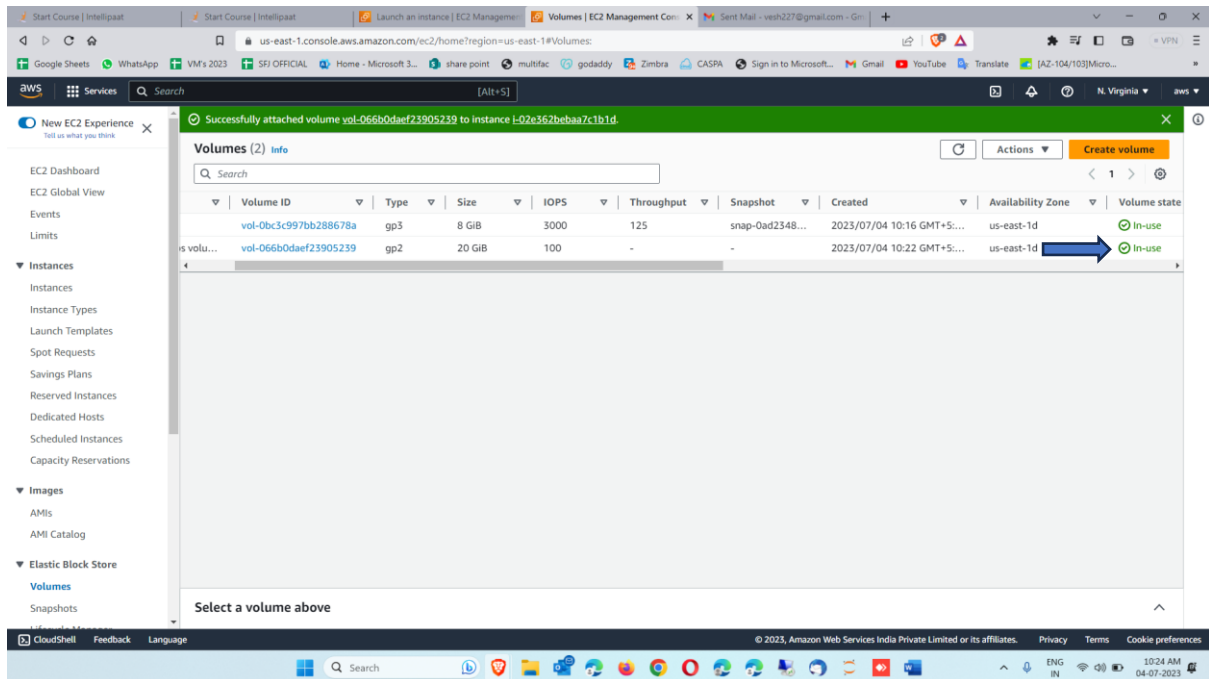 Start Course | Intellipaat
Start Course | Intellipaat
Launch an instance | EC2 Managemen
Volumes | EC2 Management Cons
Sent Mail - vesh227@gmail.com - Gm
us-east-1.console.aws.amazon.com/ec2/home?region=us-east-1#Volumes:
VPN
Google Sheets WhatsApp VM's 2023 SFJ OFFICIAL Home - Microsoft 3... share point multifac godaddy Zimbra CASPA Sign in to Microsoft... Gmail YouTube Translate [AZ-104/103]Micro... »
aws Services Search [Alt+S] N. Virginia aws
New EC2 Experience
Tell us what you think
EC2 Dashboard
EC2 Global View
Events
Limits
Instances
Instances
Instance Types
Launch Templates
Spot Requests
Savings Plans
Reserved Instances
Dedicated Hosts
Scheduled Instances
Capacity Reservations
Images
AMIs
AMI Catalog
Elastic Block Store
Volumes
Snapshots
Successfully attached volume vol-066b0daef23905239 to instance i-02e362bebaa7c1b1d.
Volumes (2) Info
Actions Create volume
Search
1
Volume ID Type Size IOPS Throughput Snapshot Created Availability Zone Volume state
vol-0bc3c997bb288678a gp3 8 GiB 3000 125 snap-0ad2348... 2023/07/04 10:16 GMT+5:... us-east-1d In-use
s volu... vol-066b0daef23905239 gp2 20 GiB 100 - - 2023/07/04 10:22 GMT+5:... us-east-1d In-use
Select a volume above
CloudShell Feedback Language © 2023, Amazon Web Services India Private Limited or its affiliates. Privacy Terms Cookie preferences
Search
ENG
IN
10:24 AM
04-07-2023